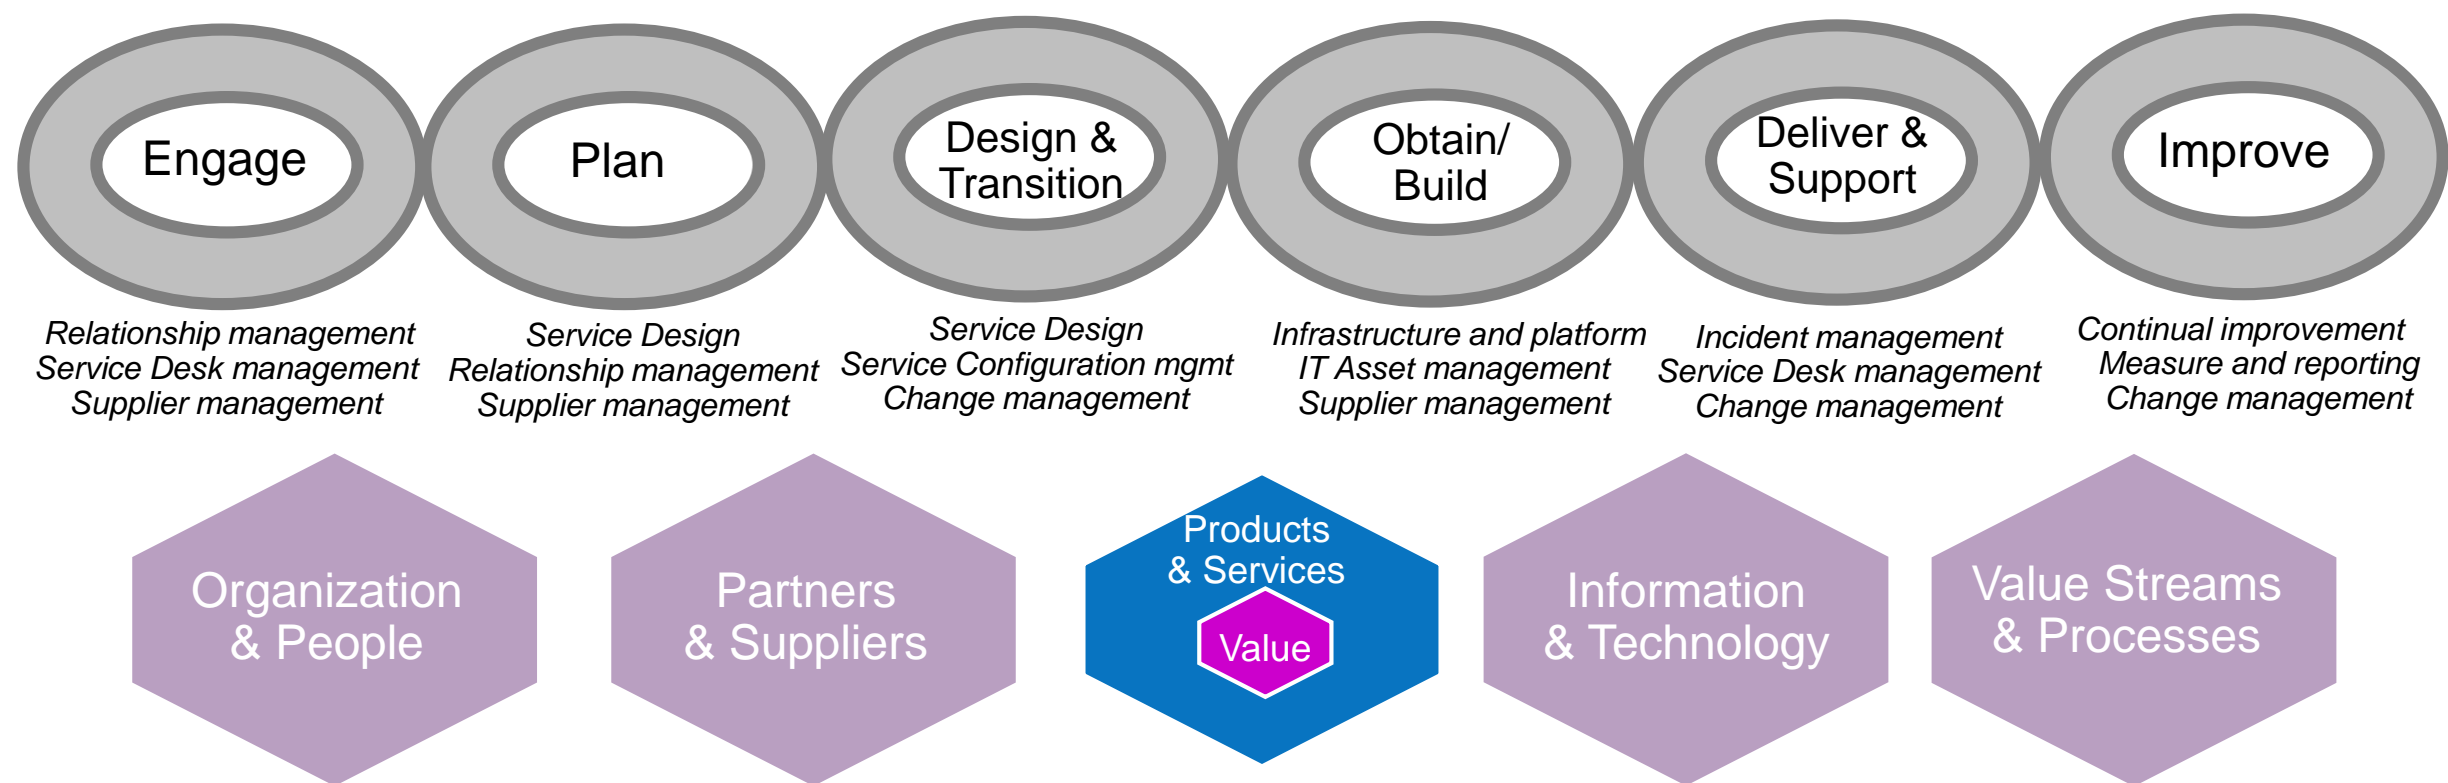 Engage
Plan
Design &
Transition
Obtain/
Build
Deliver &
Support
Improve
Relationship management
Service Desk management
Supplier management
Service Design
Relationship management
Supplier management
Service Design
Service Configuration mgmt
Change management
Infrastructure and platform
IT Asset management
Supplier management
Incident management
Service Desk management
Change management
Continual improvement
Measure and reporting
Change management
Organization
& People
Partners
& Suppliers
Products
& Services
Value
Information
& Technology
Value Streams
& Processes